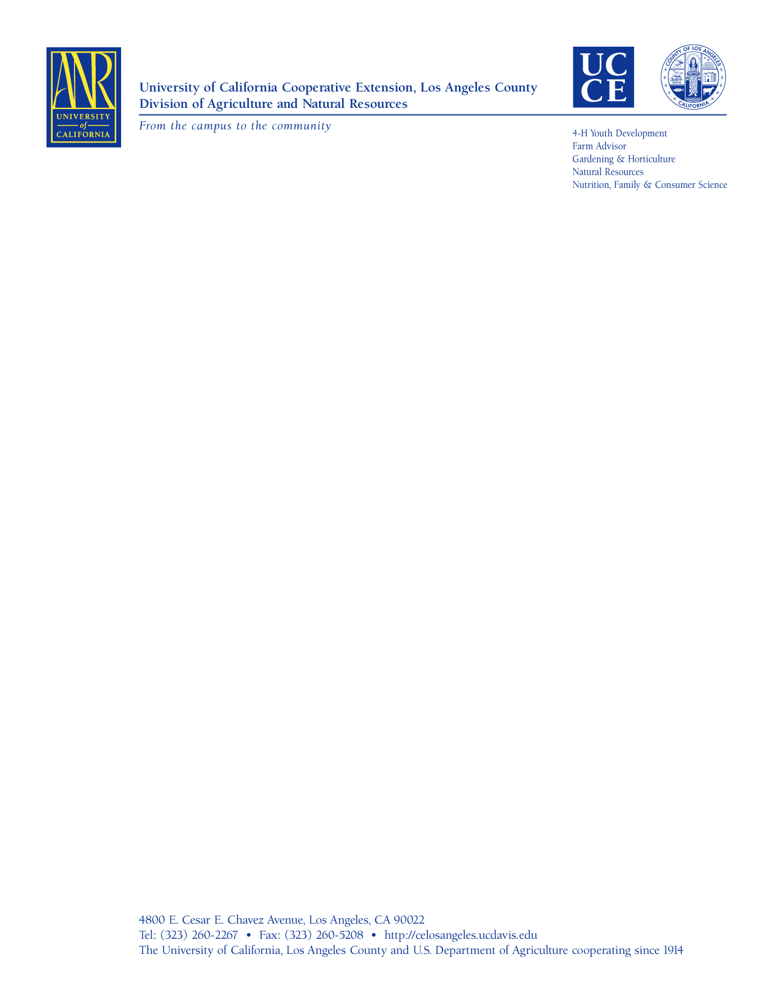 ANR
UNIVERSITY
of
CALIFORNIA
University of California Cooperative Extension, Los Angeles County
Division of Agriculture and Natural Resources
From the campus to the community
UC
CE
COUNTY OF LOS ANGELES
CALIFORNIA
4-H Youth Development
Farm Advisor
Gardening & Horticulture
Natural Resources
Nutrition, Family & Consumer Science
4800 E. Cesar E. Chavez Avenue, Los Angeles, CA 90022
Tel: (323) 260-2267 • Fax: (323) 260-5208 • http://celosangeles.ucdavis.edu
The University of California, Los Angeles County and U.S. Department of Agriculture cooperating since 1914